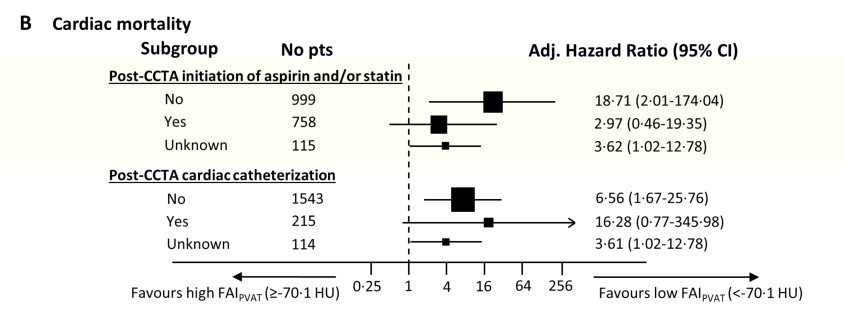 B Cardiac mortality
Subgroup No pts Adj. Hazard Ratio (95% CI)
Post-CCTA initiation of aspirin and/or statin
No 999 18·71 (2·01-174·04)
Yes 758 2·97 (0·46-19·35)
Unknown 115 3·62 (1·02-12·78)
Post-CCTA cardiac catheterization
No 1543 6·56 (1·67-25·76)
Yes 215 16·28 (0·77-345·98)
Unknown 114 3·61 (1·02-12·78)
0·25 1 4 16 64 256
Favours high FAIPVAT (≥-70·1 HU) Favours low FAIPVAT (<-70·1 HU)